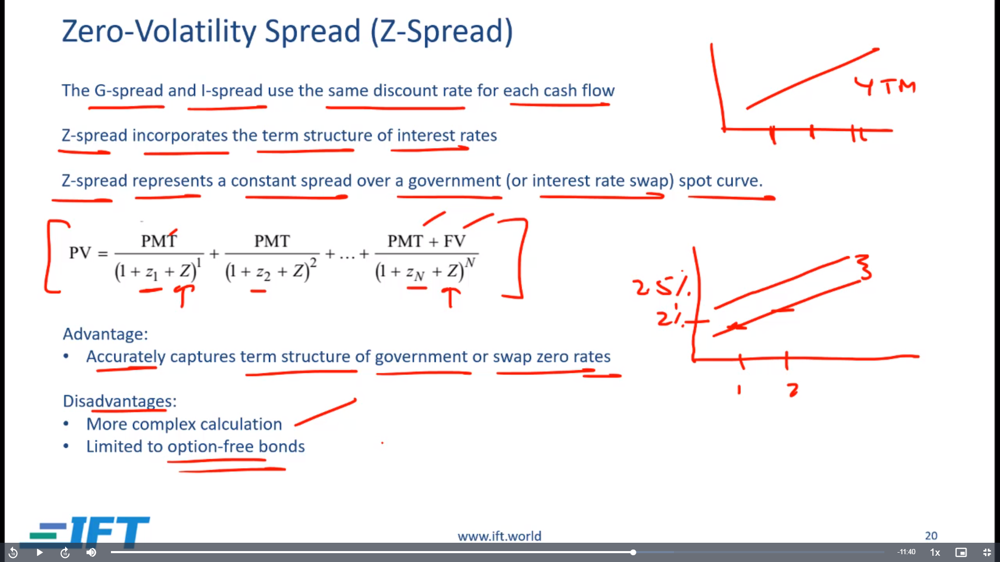 Zero-Volatility Spread (Z-Spread)
The G-spread and I-spread use the same discount rate for each cash flow
YTM
Z-spread incorporates the term structure of interest rates
Z-spread represents a constant spread over a government (or interest rate swap) spot curve.
PV = PMT / (1 + z₁ + Z)¹ + PMT / (1 + z₂ + Z)² + … + PMT + FV / (1 + z_N + Z)^N
25%
2%
1 2
Advantage:
• Accurately captures term structure of government or swap zero rates
Disadvantages:
• More complex calculation
• Limited to option-free bonds
IFT
www.ift.world
20
10
10
-11:40
1x